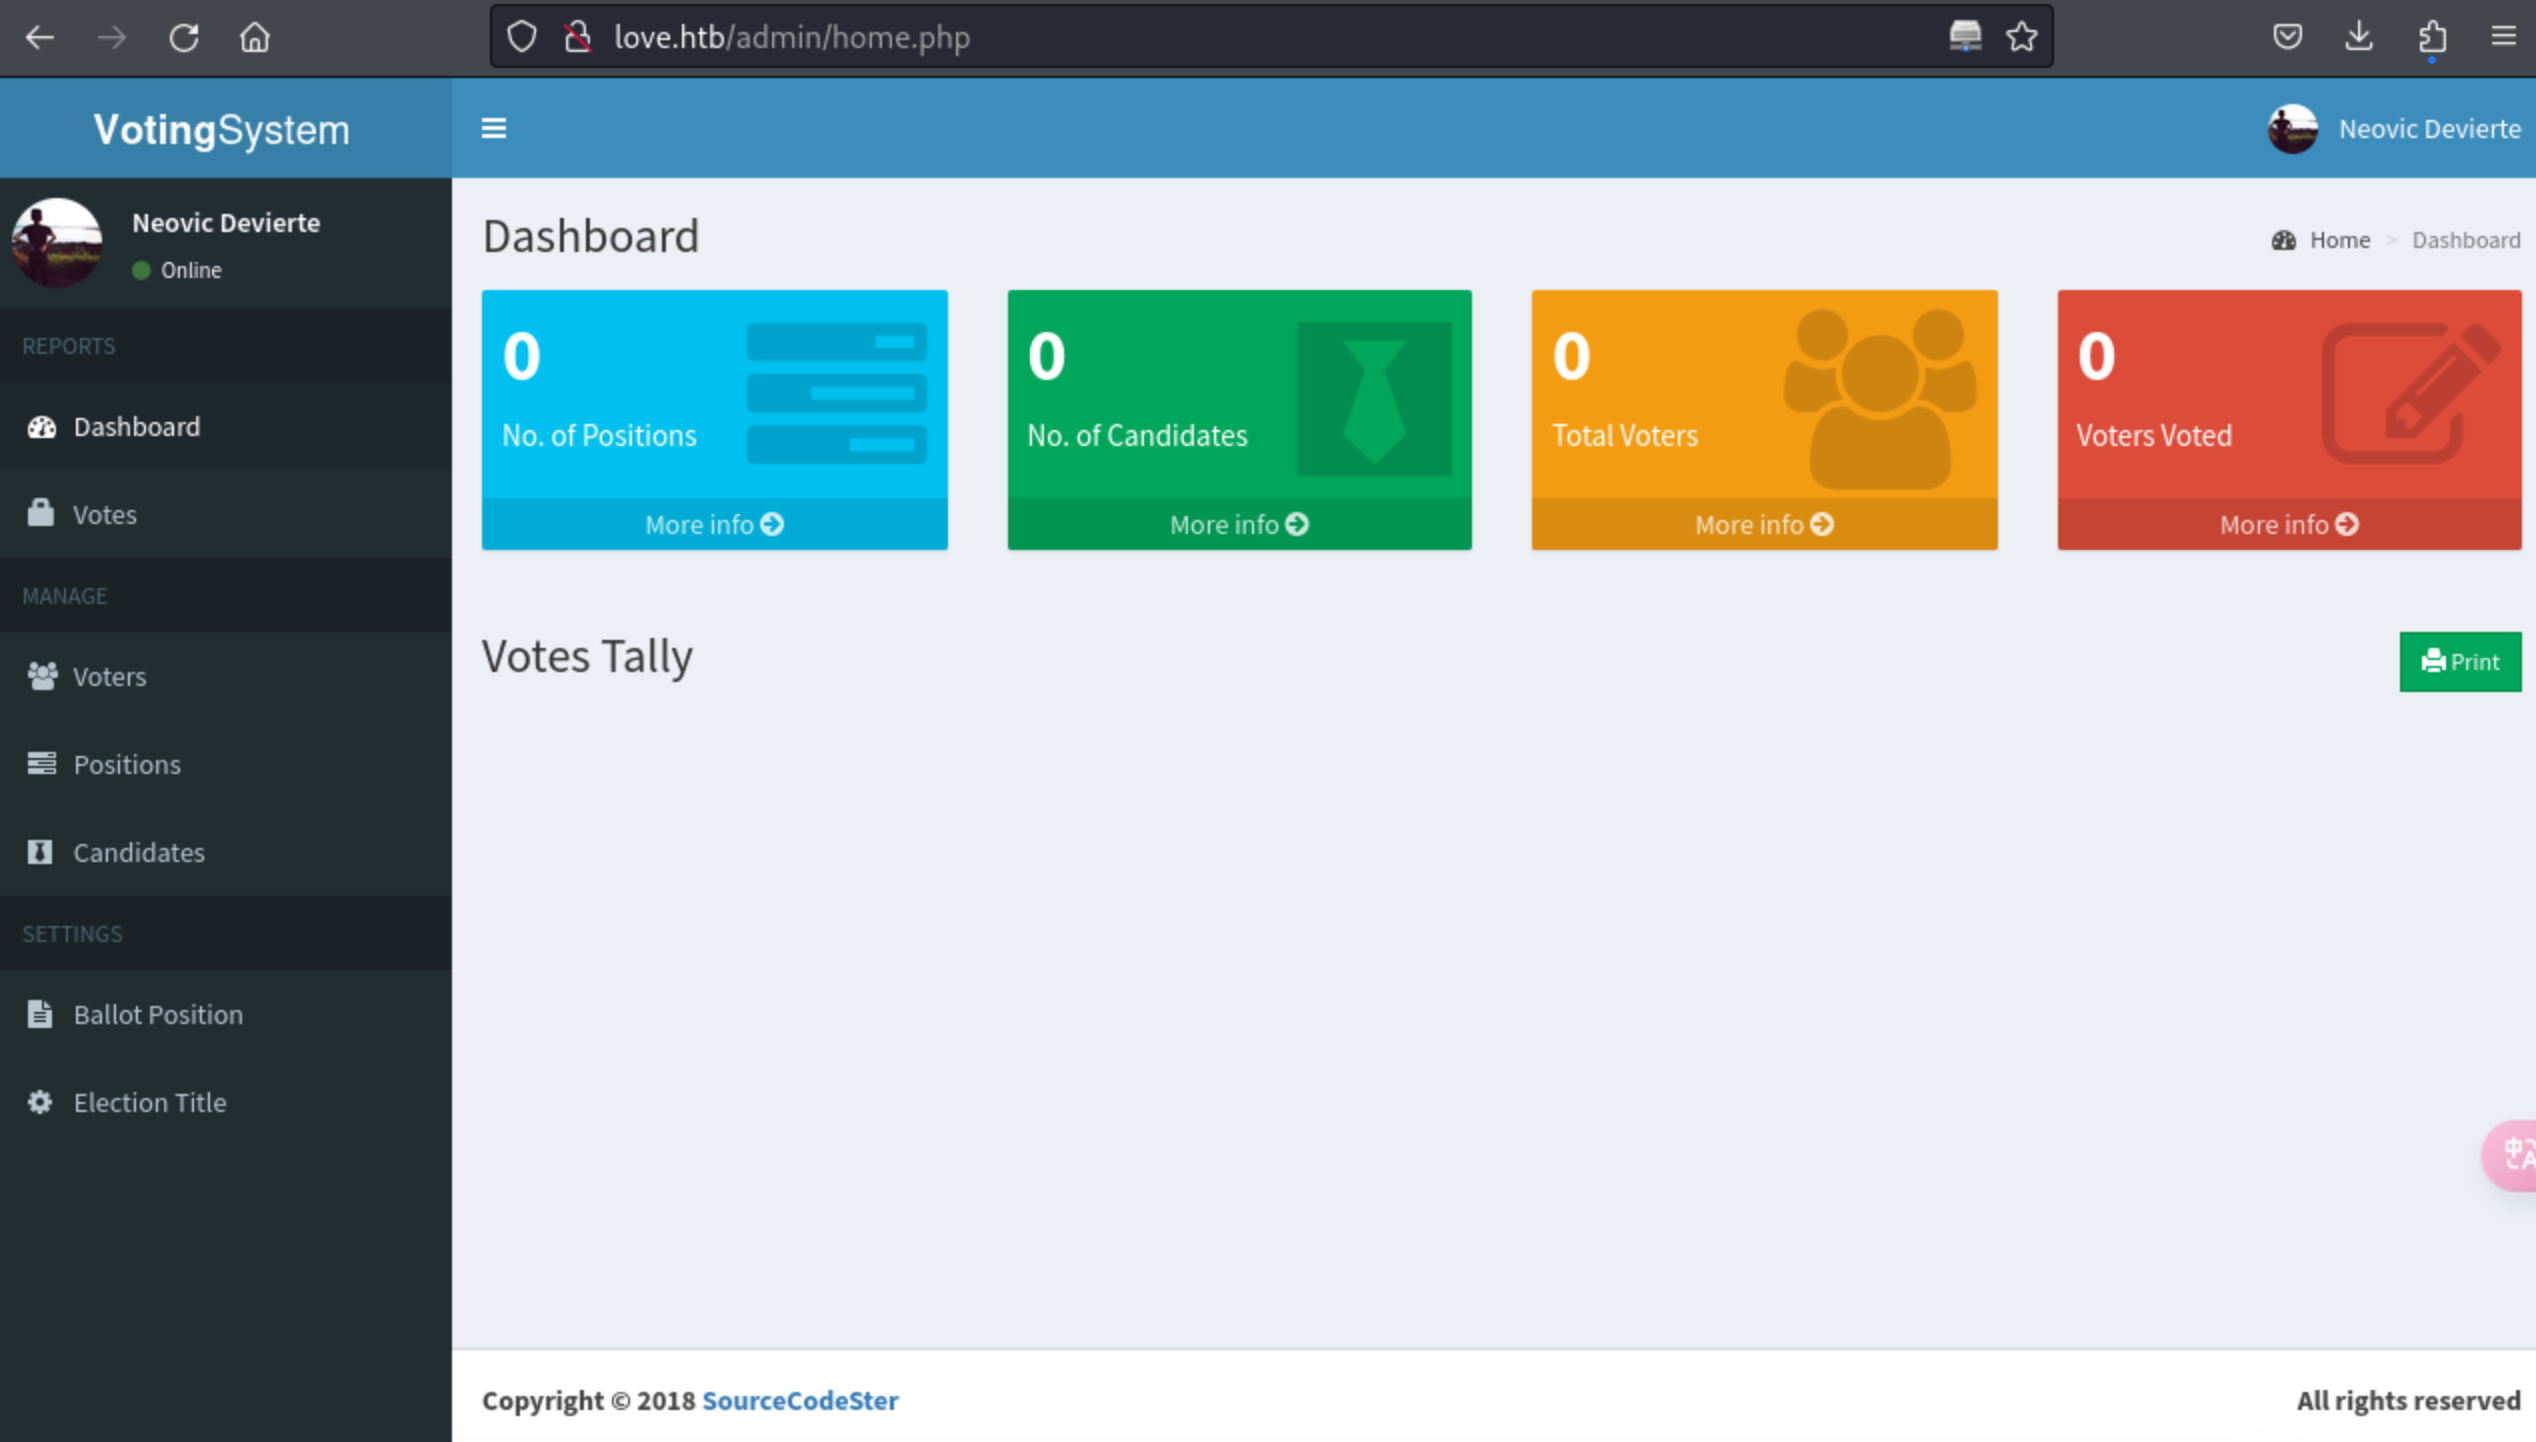 love.htb/admin/home.php
VotingSystem
Neovic Devierte
Neovic Devierte
Online
REPORTS
Dashboard
Votes
MANAGE
Voters
Positions
Candidates
SETTINGS
Ballot Position
Election Title
Dashboard
Home > Dashboard
0
No. of Positions
More info
0
No. of Candidates
More info
0
Total Voters
More info
0
Voters Voted
More info
Votes Tally
Print
中A
Copyright © 2018 SourceCodeSter
All rights reserved